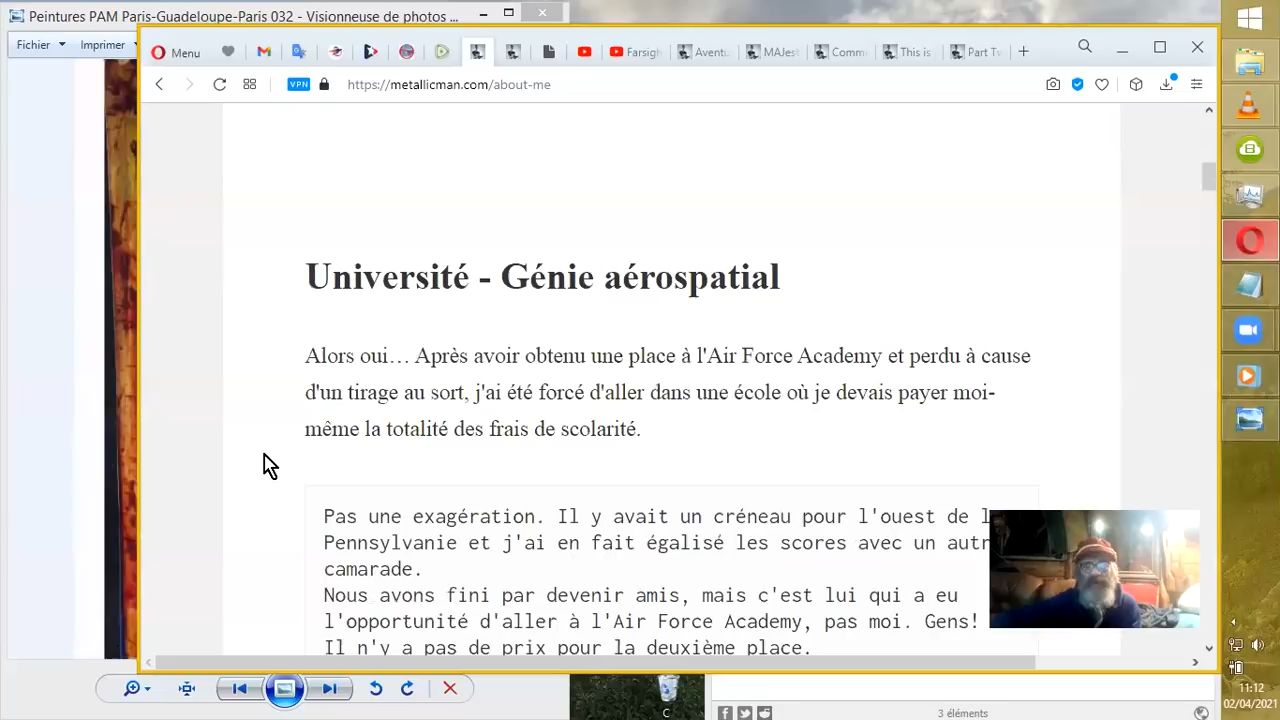 Peintures PAM Paris-Guadeloupe-Paris 032 - Visionneuse de photos ...
Fichier Imprimer
Menu Farsigh Aventu MAJest Comm This is Part Tw
VPN https://metallicman.com/about-me
Université - Génie aérospatial
Alors oui… Après avoir obtenu une place à l'Air Force Academy et perdu à cause
d'un tirage au sort, j'ai été forcé d'aller dans une école où je devais payer moi-
même la totalité des frais de scolarité.
Pas une exagération. Il y avait un créneau pour l'ouest de l
Pennsylvanie et j'ai en fait égalisé les scores avec un autr
camarade.
Nous avons fini par devenir amis, mais c'est lui qui a eu
l'opportunité d'aller à l'Air Force Academy, pas moi. Gens!
Il n'y a pas de prix pour la deuxième place.
C
3 éléments
11:12
02/04/2021